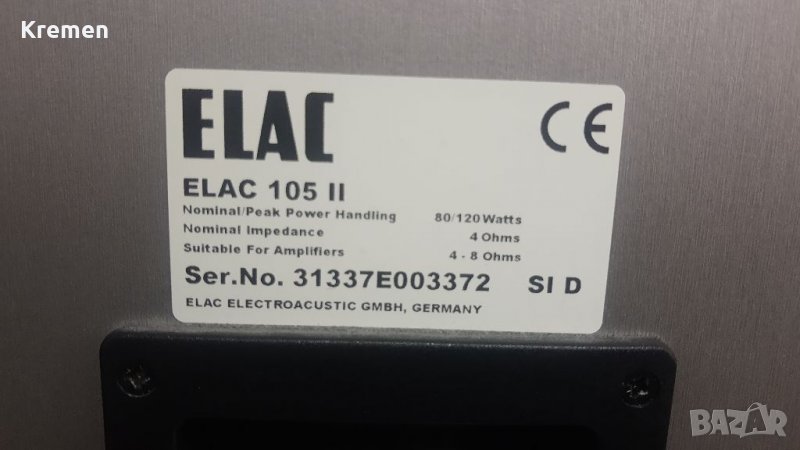 Kremen
ELAC
CE
ELAC 105 II
Nominal/Peak Power Handling 80/120 Watts
Nominal Impedance 4 Ohms
Suitable For Amplifiers 4 - 8 Ohms
Ser.No. 31337E003372 SI D
ELAC ELECTROACUSTIC GMBH, GERMANY
BAZAR